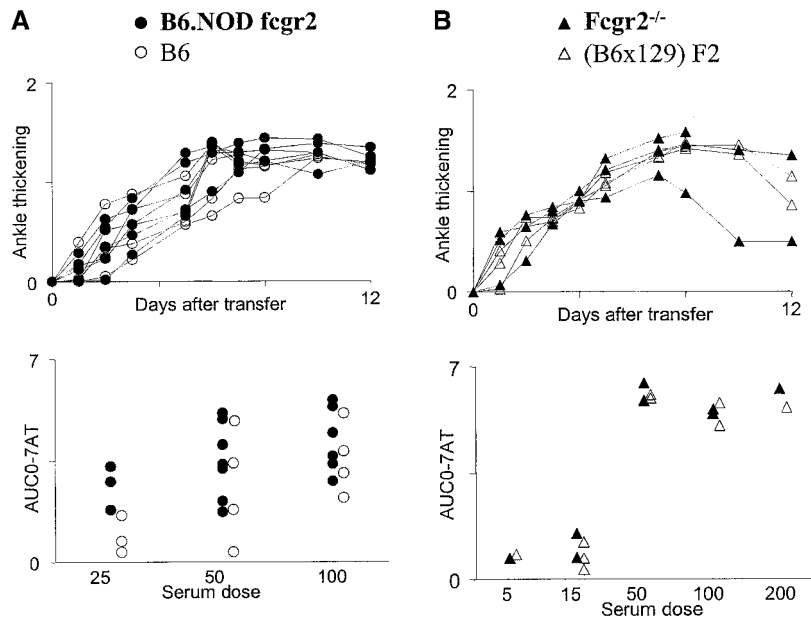 A
● B6.NOD fcgr2
○ B6
2
Ankle thickening
0
0
12
Days after transfer
7
AUC0-7AT
0
25
50
100
Serum dose
B
▲ Fcgr2-/-
△ (B6x129) F2
2
1
Ankle thickening
0
0
12
Days after transfer
7
AUC0-7AT
0
5
15
50
100
200
Serum dose